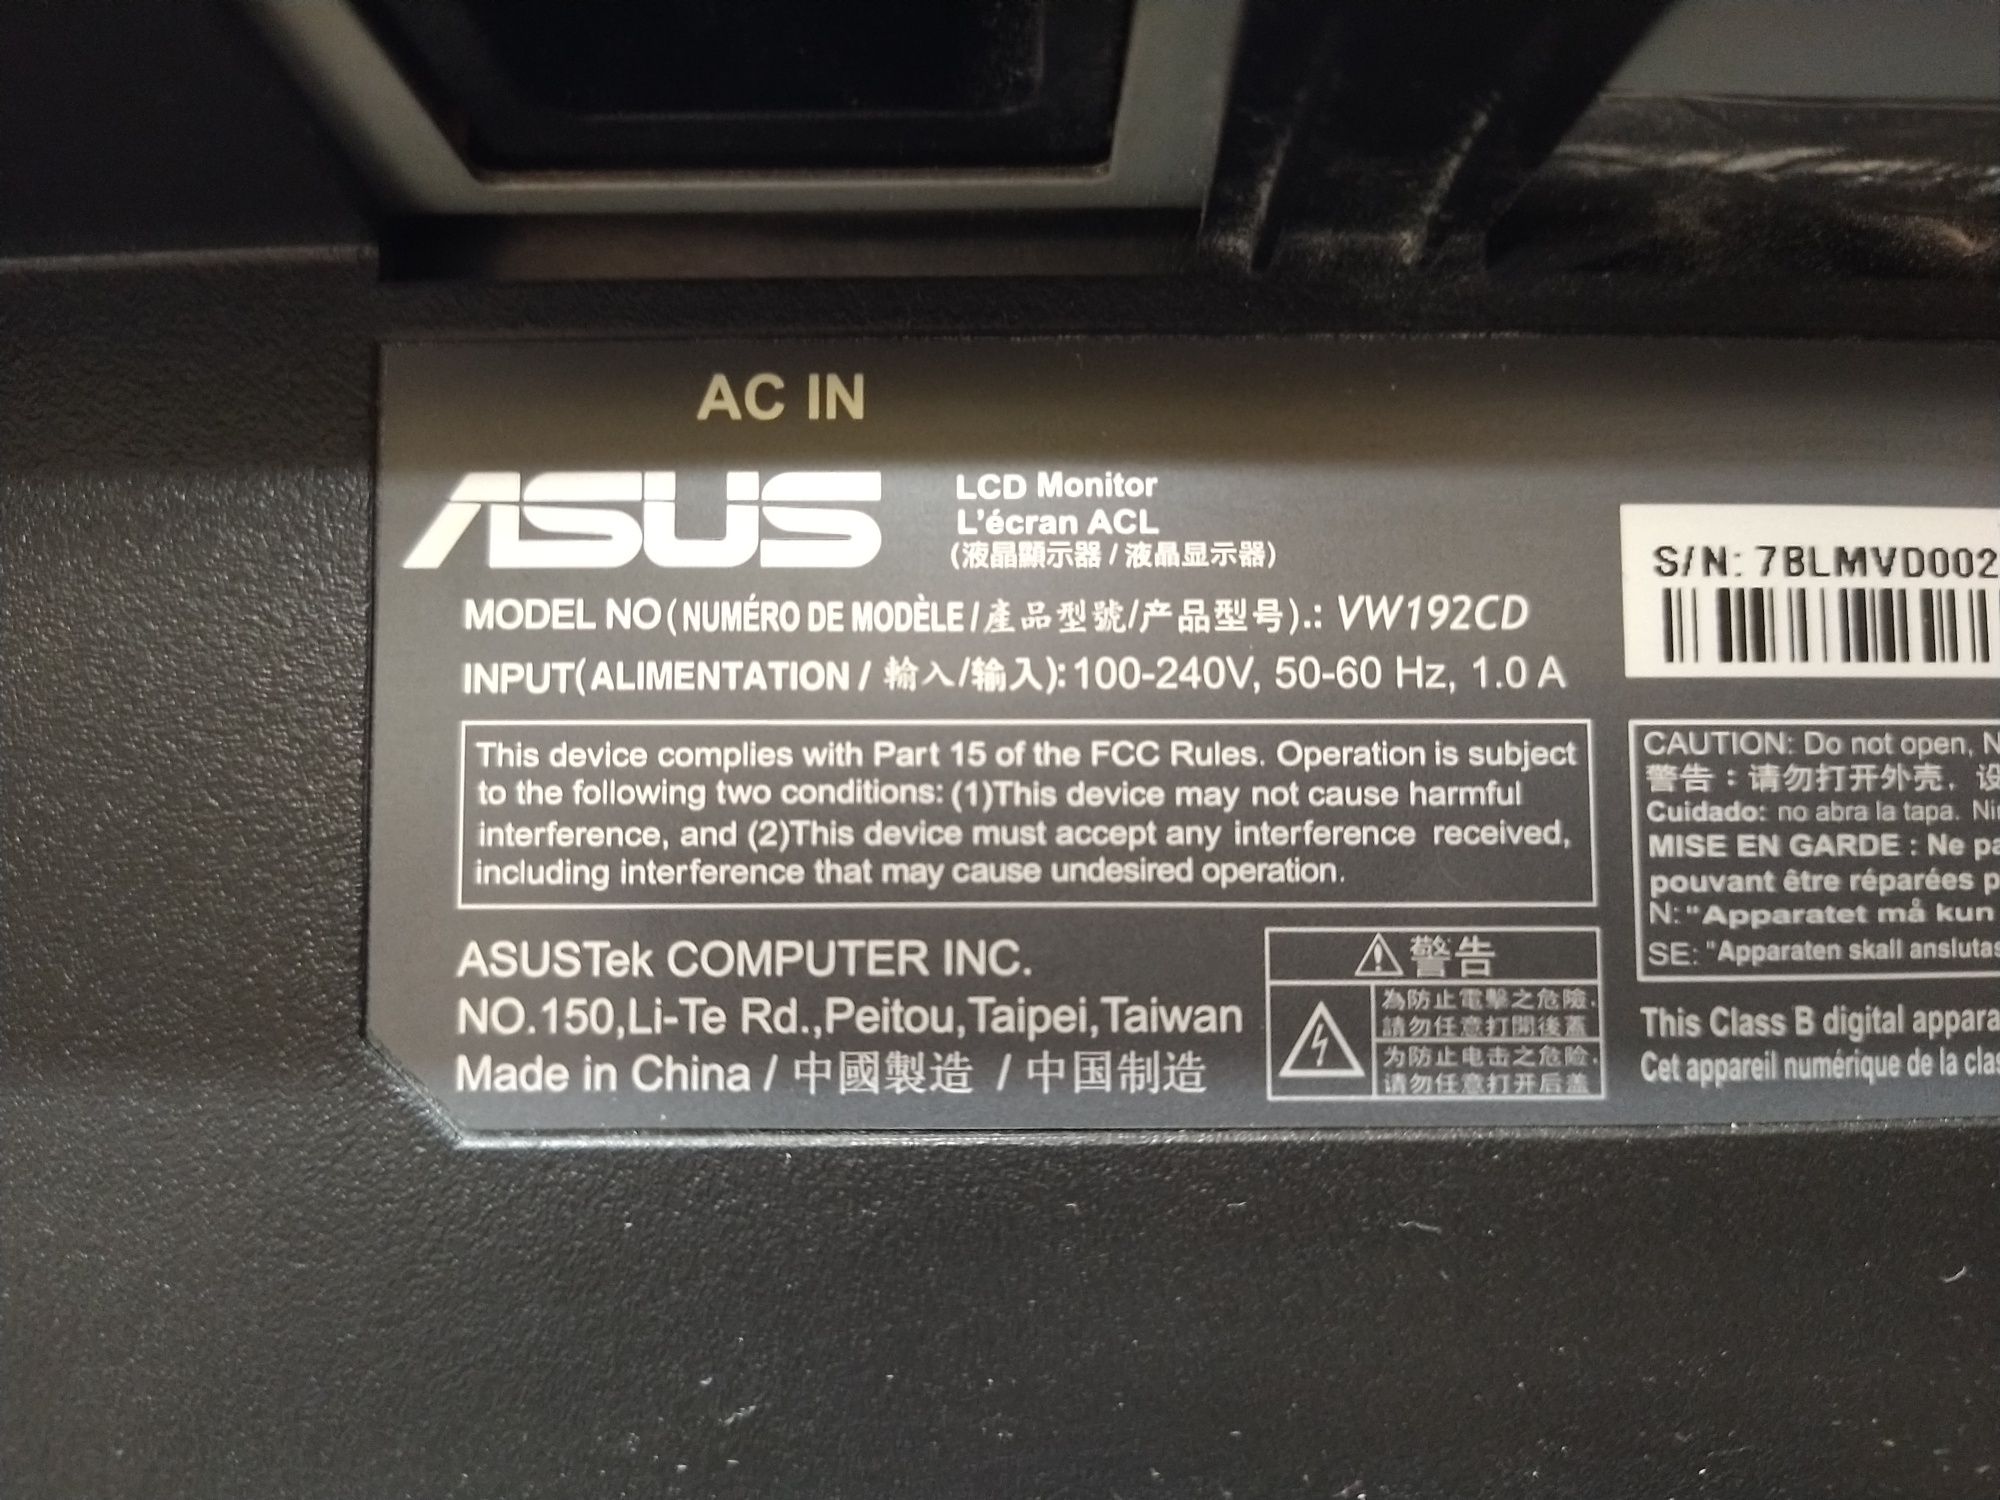 AC IN
ASUS
LCD Monitor
L'écran ACL
(液晶顯示器 / 液晶显示器)
MODEL NO (NUMÉRO DE MODÈLE / 產品型號/产品型号).: VW192CD
INPUT(ALIMENTATION / 輸入/输入): 100-240V, 50-60 Hz, 1.0 A
This device complies with Part 15 of the FCC Rules. Operation is subject
to the following two conditions: (1)This device may not cause harmful
interference, and (2)This device must accept any interference received,
including interference that may cause undesired operation.
ASUSTek COMPUTER INC.
NO.150,Li-Te Rd.,Peitou,Taipei,Taiwan
Made in China / 中國製造 / 中国制造
警告
為防止電擊之危險.
請勿任意打開後蓋
为防止电击之危险.
请勿任意打开后盖
S/N: 7BLMVD002
CAUTION: Do not open, N
警告：请勿打开外壳，设
Cuidado: no abra la tapa. Ni
MISE EN GARDE : Ne pa
pouvant être réparées p
N: "Apparatet må kun
SE: "Apparaten skall anslutas
This Class B digital appara
Cet appareil numérique de la clas